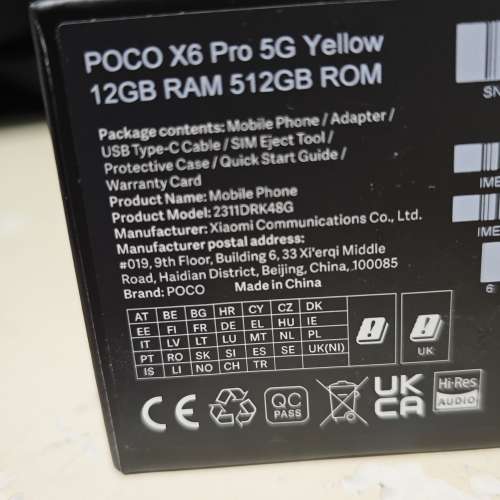 POCO X6 Pro 5G Yellow
12GB RAM 512GB ROM
SN
Package contents: Mobile Phone / Adapter /
USB Type-C Cable / SIM Eject Tool /
Protective Case / Quick Start Guide /
Warranty Card
IME
Product Name: Mobile Phone
Product Model: 2311DRK48G
Manufacturer: Xiaomi Communications Co., Ltd.
IME
Manufacturer postal address:
#019, 9th Floor, Building 6, 33 Xi'erqi Middle
Road, Haidian District, Beijing, China, 100085
Brand: POCO Made in China
6
AT BE BG HR CY CZ DK
EE FI FR DE EL HU IE
IT LV LT LU MT NL PL
PT RO SK SI ES SE UK(NI)
IS LI NO CH TR
UK
CE
QC
PASS
UK
CA
Hi-Res
AUDIO